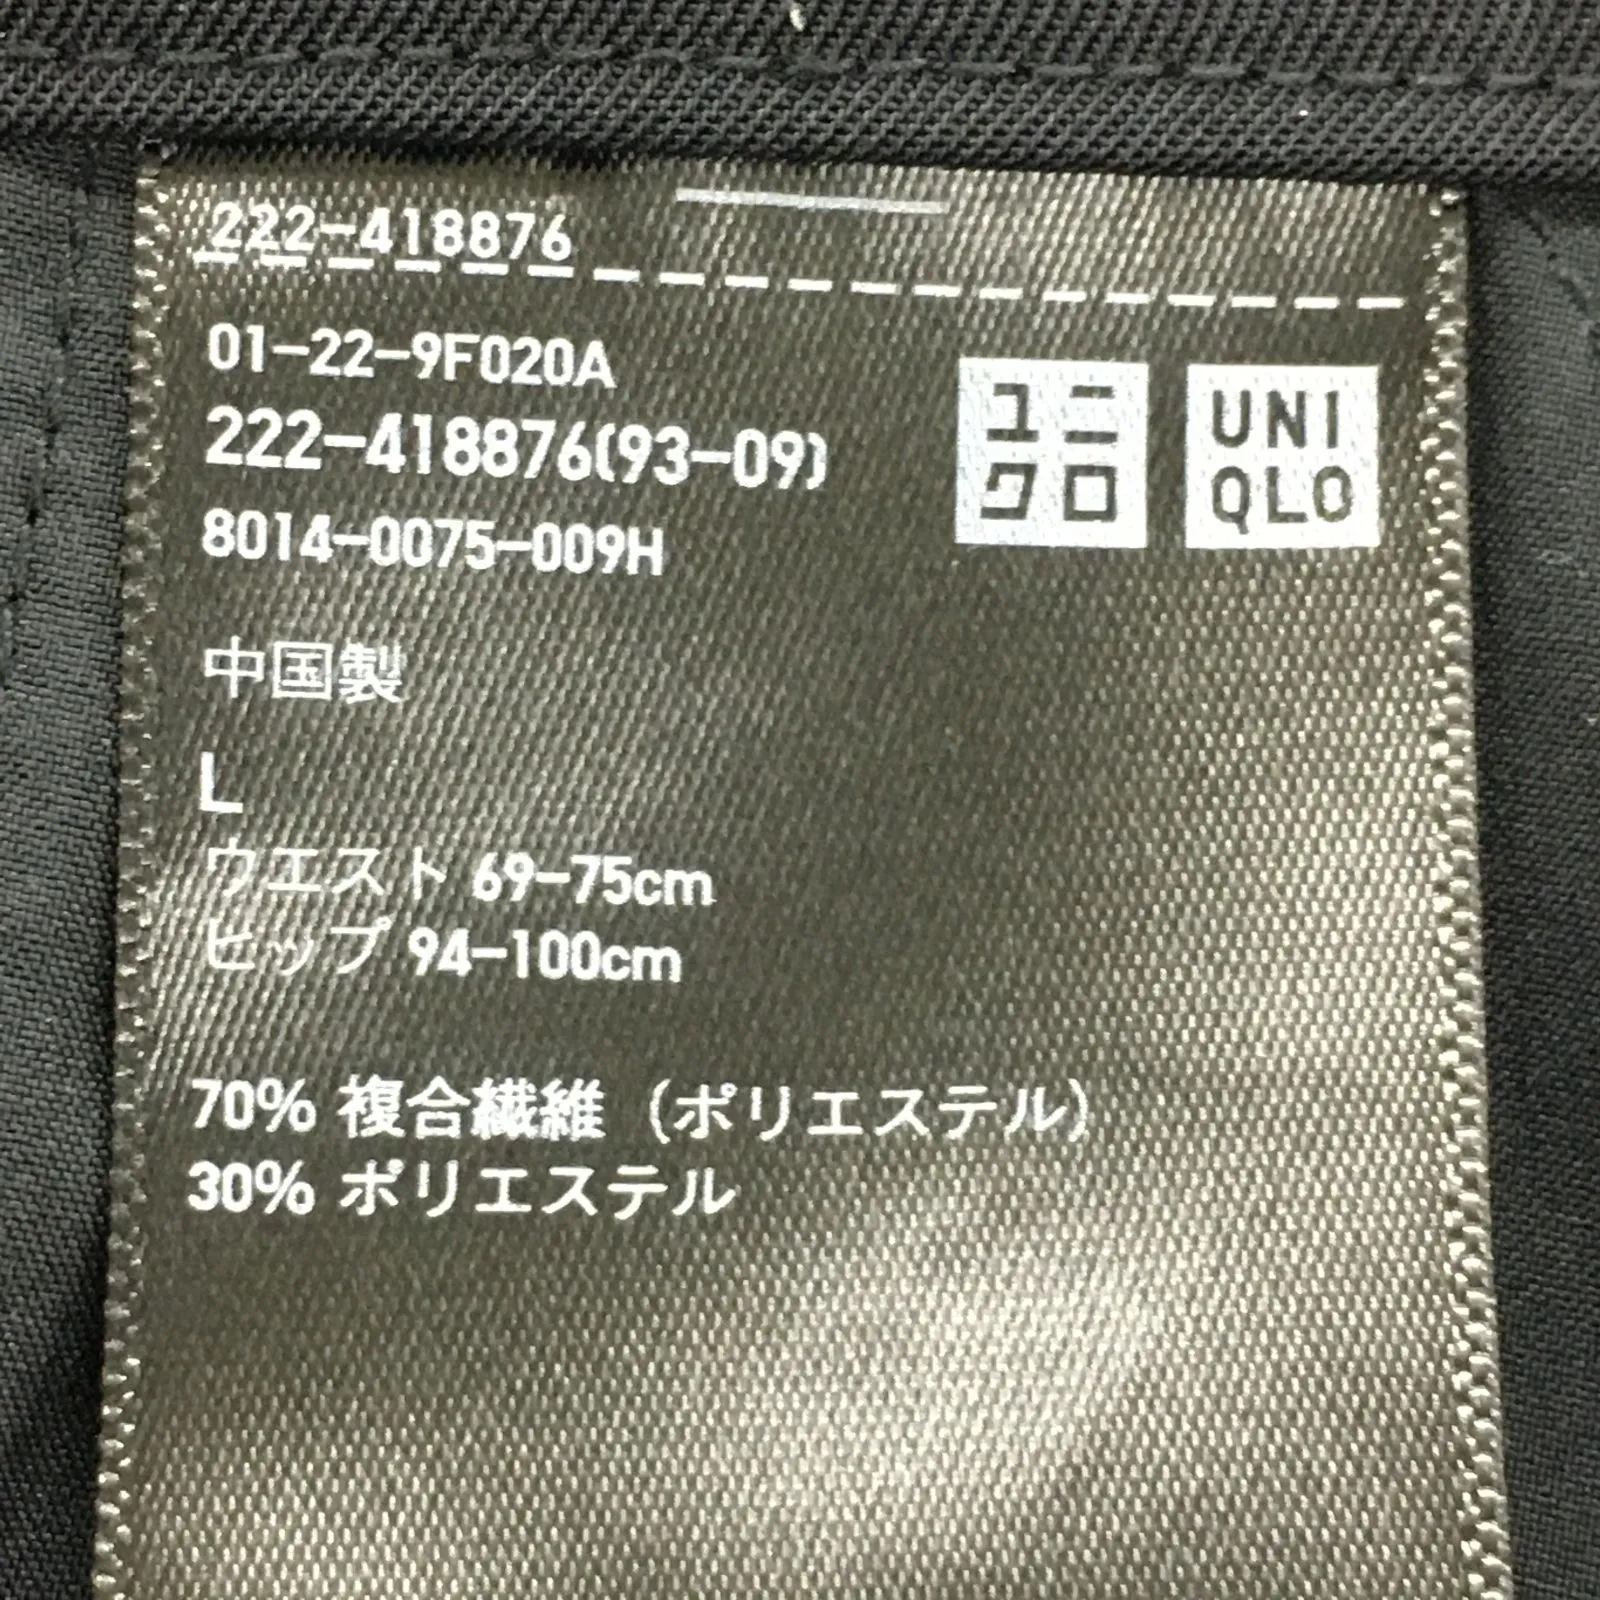 222-418876
01-22-9F020A
222-418876(93-09)
8014-0075-009H
ユニ
クロ
UNI
QLO
中国製
L
ウエスト 69-75cm
ヒップ 94-100cm
70% 複合繊維 (ポリエステル)
30% ポリエステル